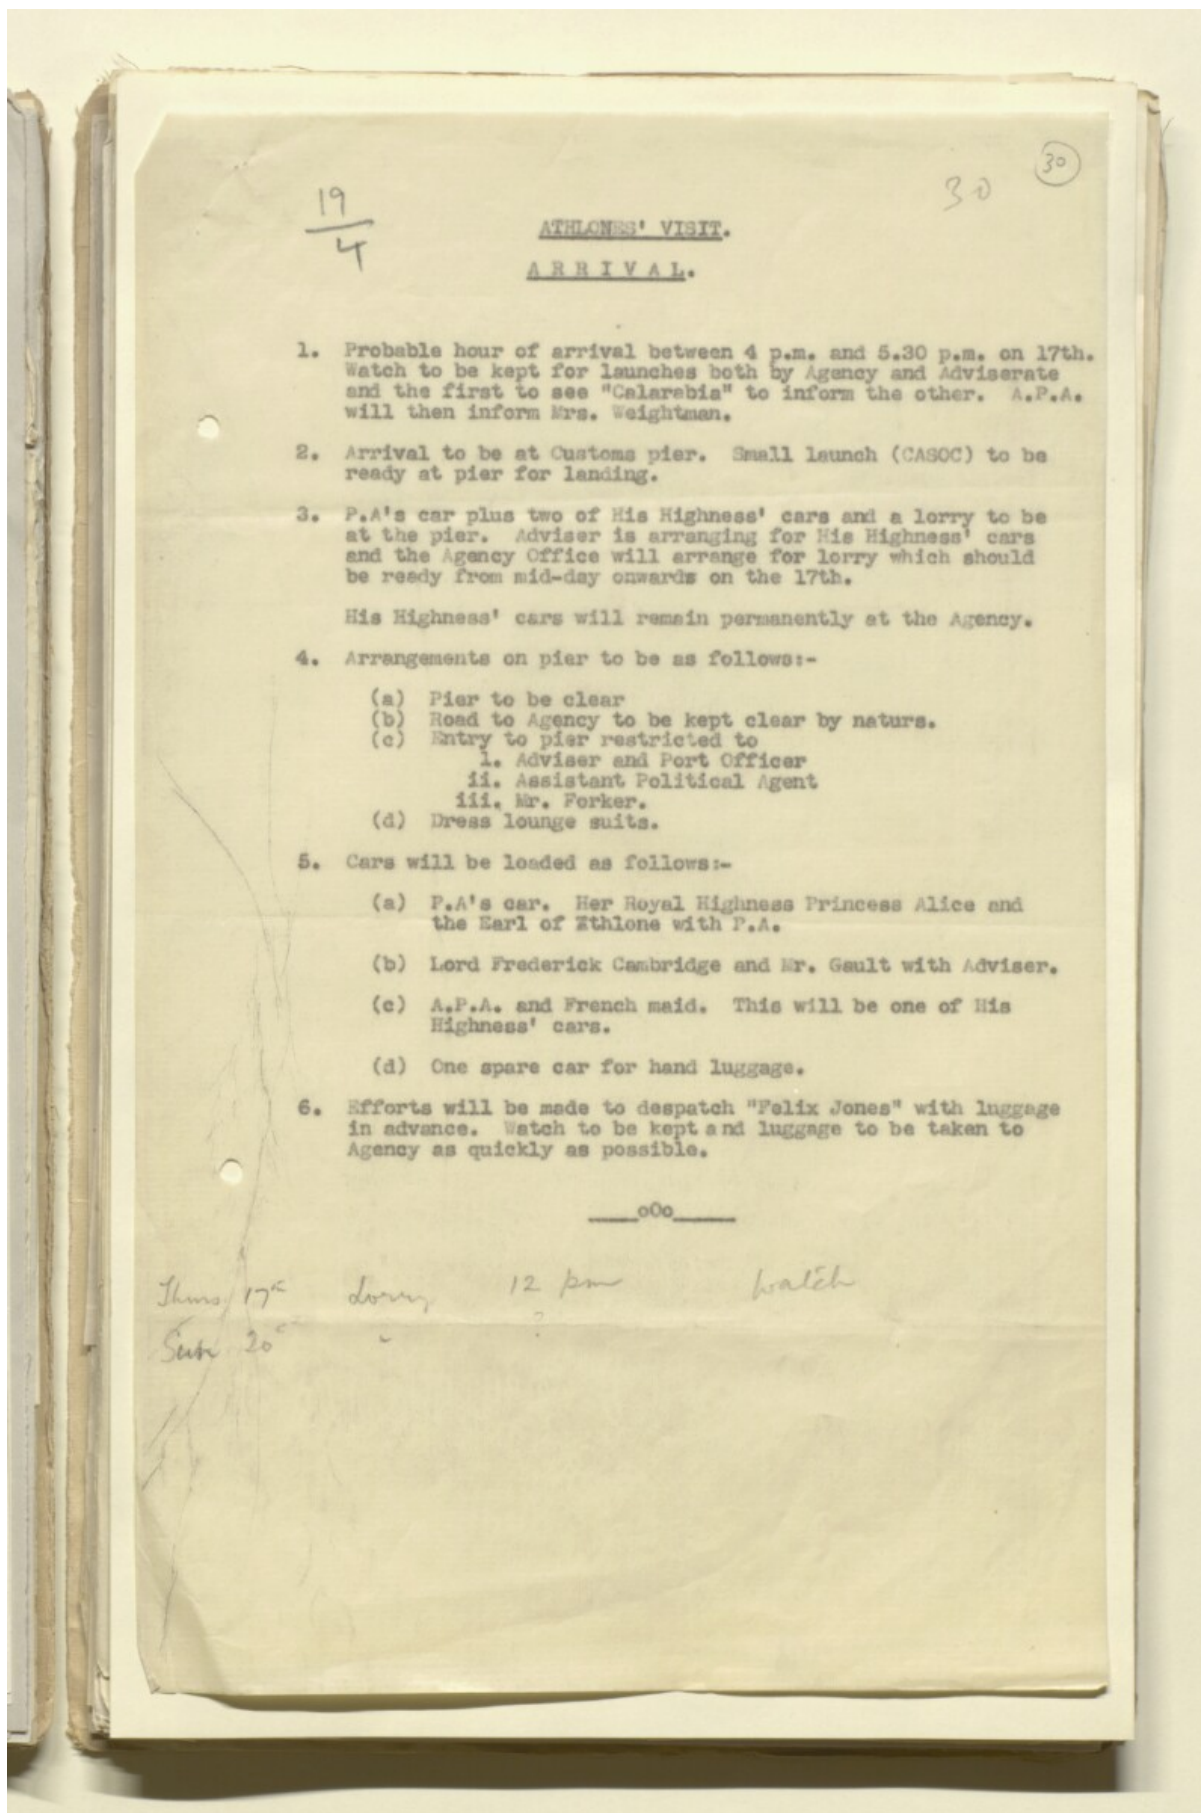 30
30
19
4
ATHLONES' VISIT.
ARRIVAL.
1. Probable hour of arrival between 4 p.m. and 5.30 p.m. on 17th.
Watch to be kept for launches both by Agency and Adviserate
and the first to see "Calarabia" to inform the other. A.P.A.
will then inform Mrs. Weightman.
2. Arrival to be at Customs pier. Small launch (CASOC) to be
ready at pier for landing.
3. P.A's car plus two of His Highness' cars and a lorry to be
at the pier. Adviser is arranging for His Highness' cars
and the Agency Office will arrange for lorry which should
be ready from mid-day onwards on the 17th.
His Highness' cars will remain permanently at the Agency.
4. Arrangements on pier to be as follows:-
(a) Pier to be clear
(b) Road to Agency to be kept clear by naturs.
(c) Entry to pier restricted to
i. Adviser and Port Officer
ii. Assistant Political Agent
iii. Mr. Forker.
(d) Dress lounge suits.
5. Cars will be loaded as follows:-
(a) P.A's car. Her Royal Highness Princess Alice and
the Earl of Athlone with P.A.
(b) Lord Frederick Cambridge and Mr. Gault with Adviser.
(c) A.P.A. and French maid. This will be one of His
Highness' cars.
(d) One spare car for hand luggage.
6. Efforts will be made to despatch "Felix Jones" with luggage
in advance. Watch to be kept and luggage to be taken to
Agency as quickly as possible.
_____oOo______
Thurs 17th Lorry 12 pm watch
20th ?